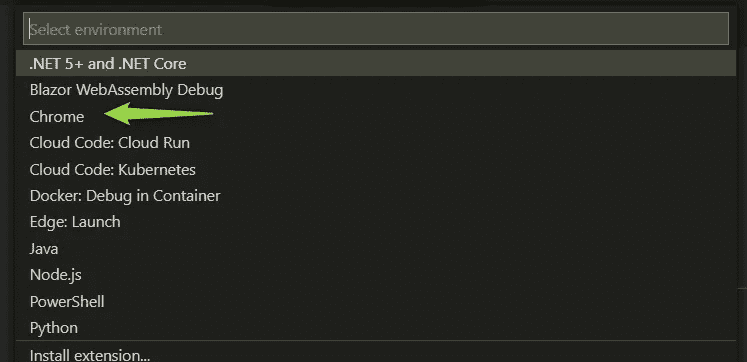 Select environment
.NET 5+ and .NET Core
Blazor WebAssembly Debug
Chrome
Cloud Code: Cloud Run
Cloud Code: Kubernetes
Docker: Debug in Container
Edge: Launch
Java
Node.js
PowerShell
Python
Install extension...